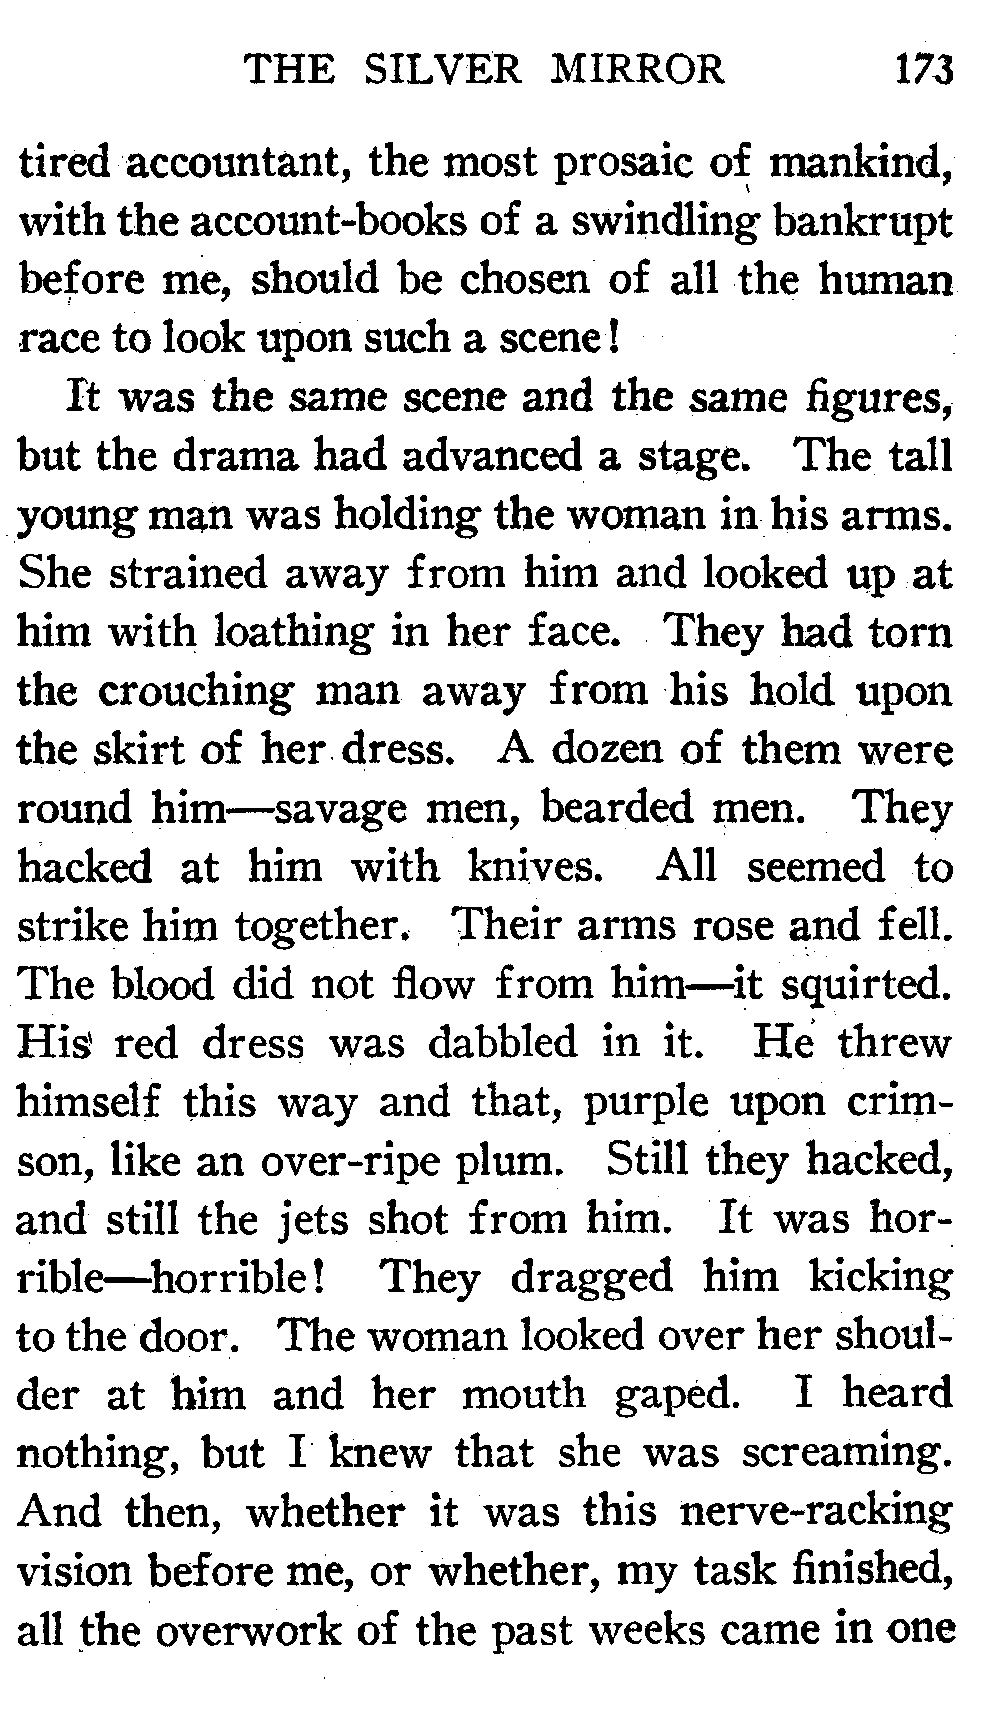 THE SILVER MIRROR 173
tired accountant, the most prosaic of mankind,
with the account-books of a swindling bankrupt
before me, should be chosen of all the human
race to look upon such a scene!
It was the same scene and the same figures,
but the drama had advanced a stage. The tall
young man was holding the woman in his arms.
She strained away from him and looked up at
him with loathing in her face. They had torn
the crouching man away from his hold upon
the skirt of her dress. A dozen of them were
round him—savage men, bearded men. They
hacked at him with knives. All seemed to
strike him together. Their arms rose and fell.
The blood did not flow from him—it squirted.
His red dress was dabbled in it. He threw
himself this way and that, purple upon crim-
son, like an over-ripe plum. Still they hacked,
and still the jets shot from him. It was hor-
rible—horrible! They dragged him kicking
to the door. The woman looked over her shoul-
der at him and her mouth gaped. I heard
nothing, but I knew that she was screaming.
And then, whether it was this nerve-racking
vision before me, or whether, my task finished,
all the overwork of the past weeks came in one